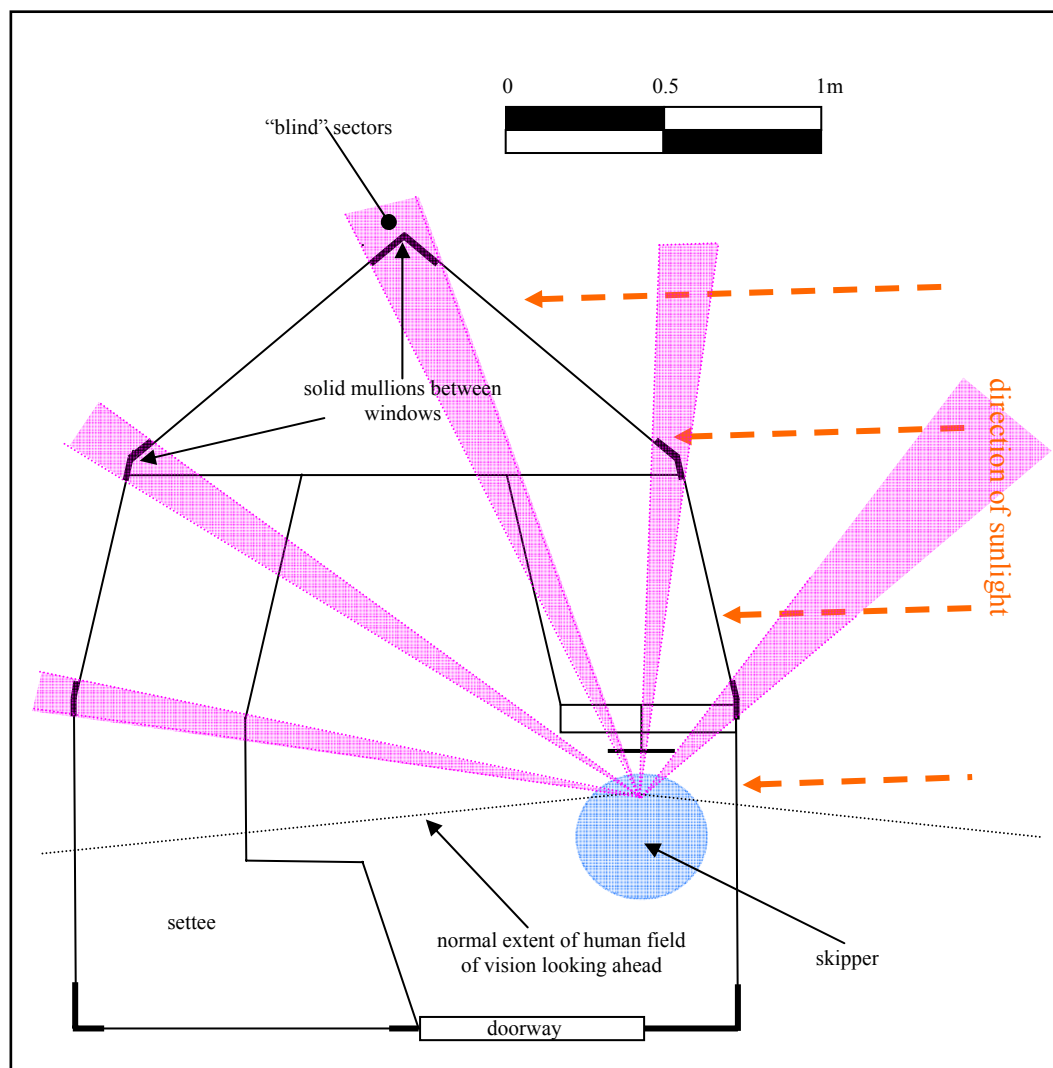 0 0.5 1m
“blind” sectors
solid mullions between
windows
direction of sunlight
settee
normal extent of human field
of vision looking ahead
skipper
doorway